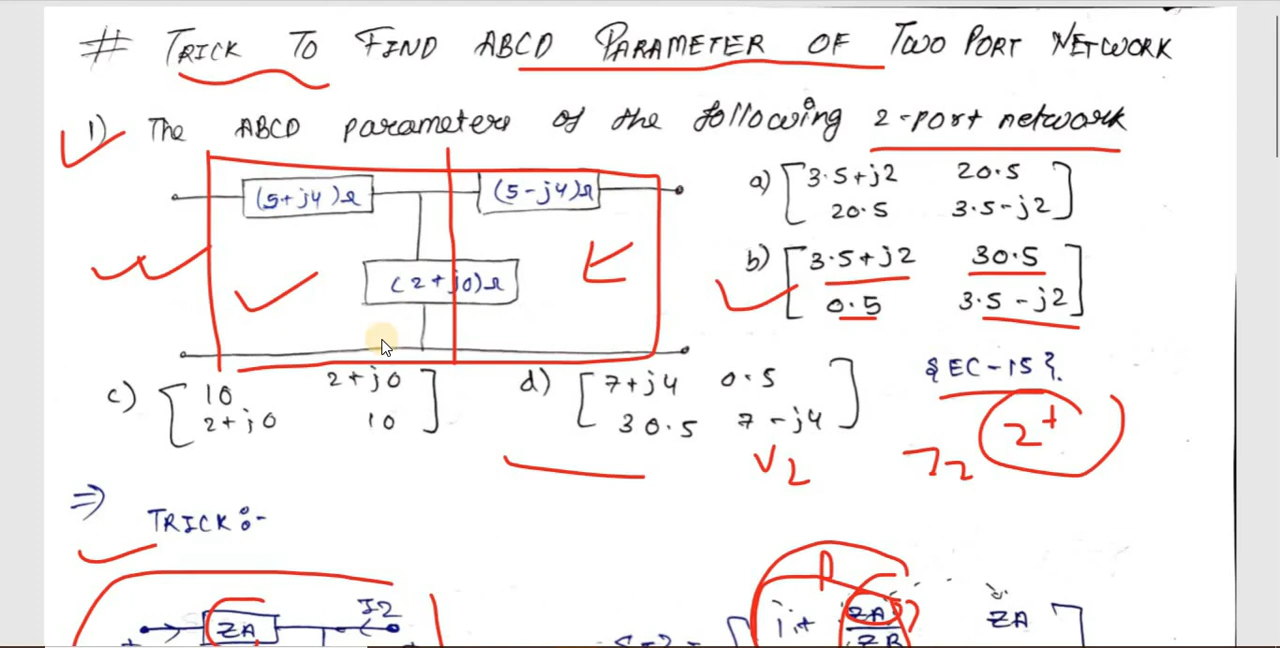 # TRICK TO FIND ABCD PARAMETER OF TWO PORT NETWORK
1) The ABCD parameters of the following 2-port network
(5+j4)Ω
(5-j4)Ω
(2+j0)Ω
a) [3.5+j2 20.5
20.5 3.5-j2]
b) [3.5+j2 30.5
0.5 3.5-j2]
{EC-15}.
c) [10 2+j0
2+j0 10]
d) [7+j4 0.5
30.5 7-j4]
2+
V2
72
⇒ TRICK:-
ZA
I2
A
1+ ZA/ZB ZA